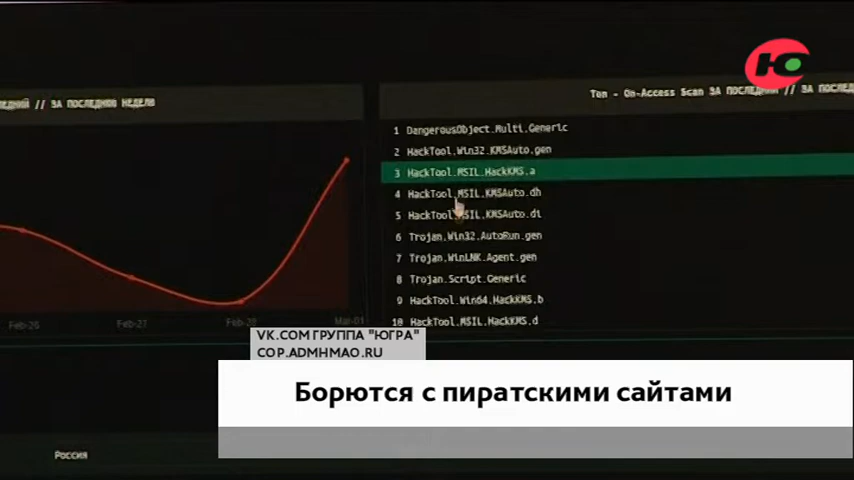 Ю
ЕДНИЙ // ЗА ПОСЛЕДНЮЮ НЕДЕЛЮ
Топ - On-Access Scan ЗА ПОСЛЕДНИЙ // ЗА ПОСЛЕ
1 DangerousObject.Multi.Generic
2 HackTool.Win32.KMSAuto.gen
3 HackTool.MSIL.HackKMS.a
4 HackTool.MSIL.KMSAuto.dh
5 HackTool.MSIL.KMSAuto.di
6 Trojan.Win32.AutoRun.gen
7 Trojan.WinLNK.Agent.gen
8 Trojan.Script.Generic
9 HackTool.Win64.HackKMS.b
10 HackTool.MSIL.HackKMS.d
Feb-26 Feb-27 Feb-28 Mar-01
VK.COM ГРУППА "ЮГРА"
COP.ADMHMAO.RU
Борются с пиратскими сайтами
Россия